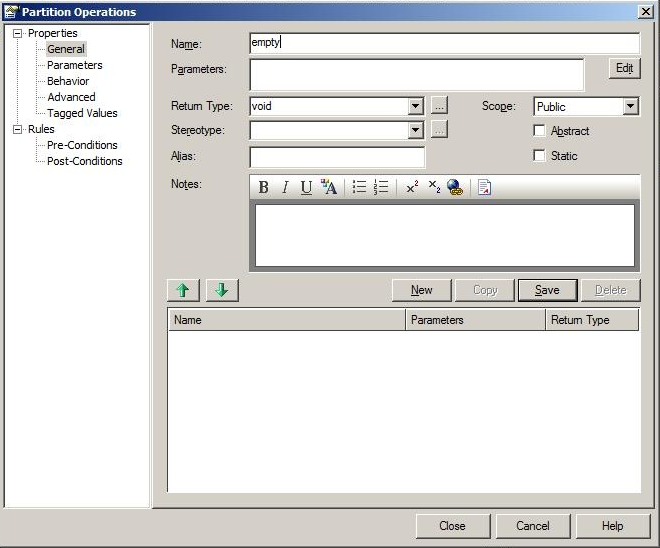 Partition Operations
Properties
General
Parameters
Behavior
Advanced
Tagged Values
Rules
Pre-Conditions
Post-Conditions
Name: empty
Parameters: Edit
Return Type: void ... Scope: Public
Stereotype: ... Abstract
Alias: Static
Notes: B I U A x² x₂
New Copy Save Delete
Name Parameters Return Type
Close Cancel Help